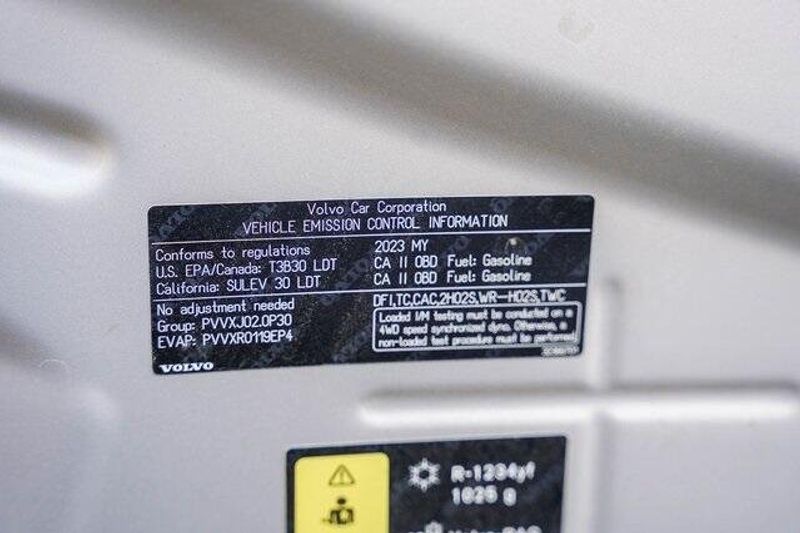 Volvo Car Corporation
VEHICLE EMISSION CONTROL INFORMATION
Conforms to regulations 2023 MY
U.S. EPA/Canada: T3B30 LDT CA II OBD Fuel: Gasoline
California: SULEV 30 LDT CA II OBD Fuel: Gasoline
No adjustment needed DFI,TC,CAC,2HO2S,WR-HO2S,TWC
Group: PVVXJ02.0P30
EVAP: PVVXR0119EP4
Loaded I/M testing must be conducted on a
4WD speed synchronized dyno. Otherwise, a
non-loaded test procedure must be performed.
VOLVO
R-1234yf
1025 g